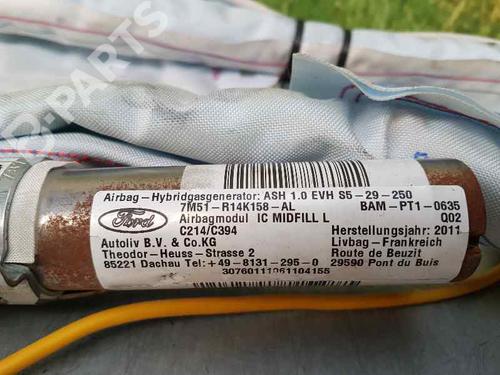 B-PARTS
Airbag-Hybridgasgenerator: ASH 1.0 EVH S5-29-250
7M51-R14K158-AL BAM-PT1-0635
Ford Airbagmodul IC MIDFILL L Q02
C214/C394 Herstellungsjahr: 2011
Autoliv B.V. & Co.KG Livbag-Frankreich
Theodor-Heuss-Strasse 2 Route de Beuzit
85221 Dachau Tel:+49-8131-295-0 29590 Pont du Buis
30760111061104155